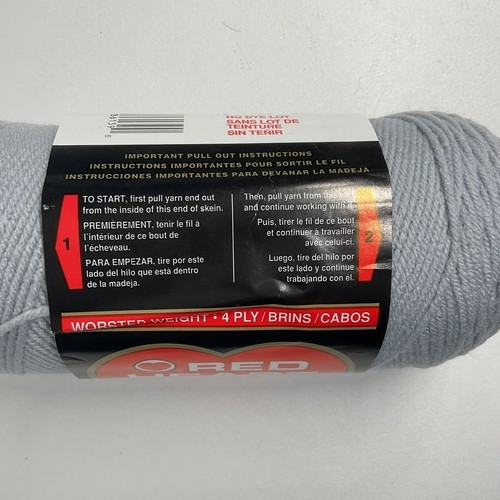 NO DYE LOT
SANS LOT DE
TEINTURE
SIN TEÑIR
IMPORTANT PULL OUT INSTRUCTIONS
INSTRUCTIONS IMPORTANTES POUR SORTIR LE FIL
INSTRUCCIONES IMPORTANTES PARA DEVANAR LA MADEJA
1
TO START, first pull yarn end out
from the inside of this end of skein.
PREMIÈREMENT, tenir le fil à
l'intérieur de ce bout de
l'écheveau.
PARA EMPEZAR, tire por este
lado del hilo que está dentro
de la madeja.
Then, pull yarn from this
and continue working with it.
Puis, tirer le fil de ce bout
et continuer à travailler
avec celui-ci.
Luego, tire del hilo por
este lado y continue
trabajando con el.
2
WORSTED WEIGHT • 4 PLY / BRINS / CABOS
RED